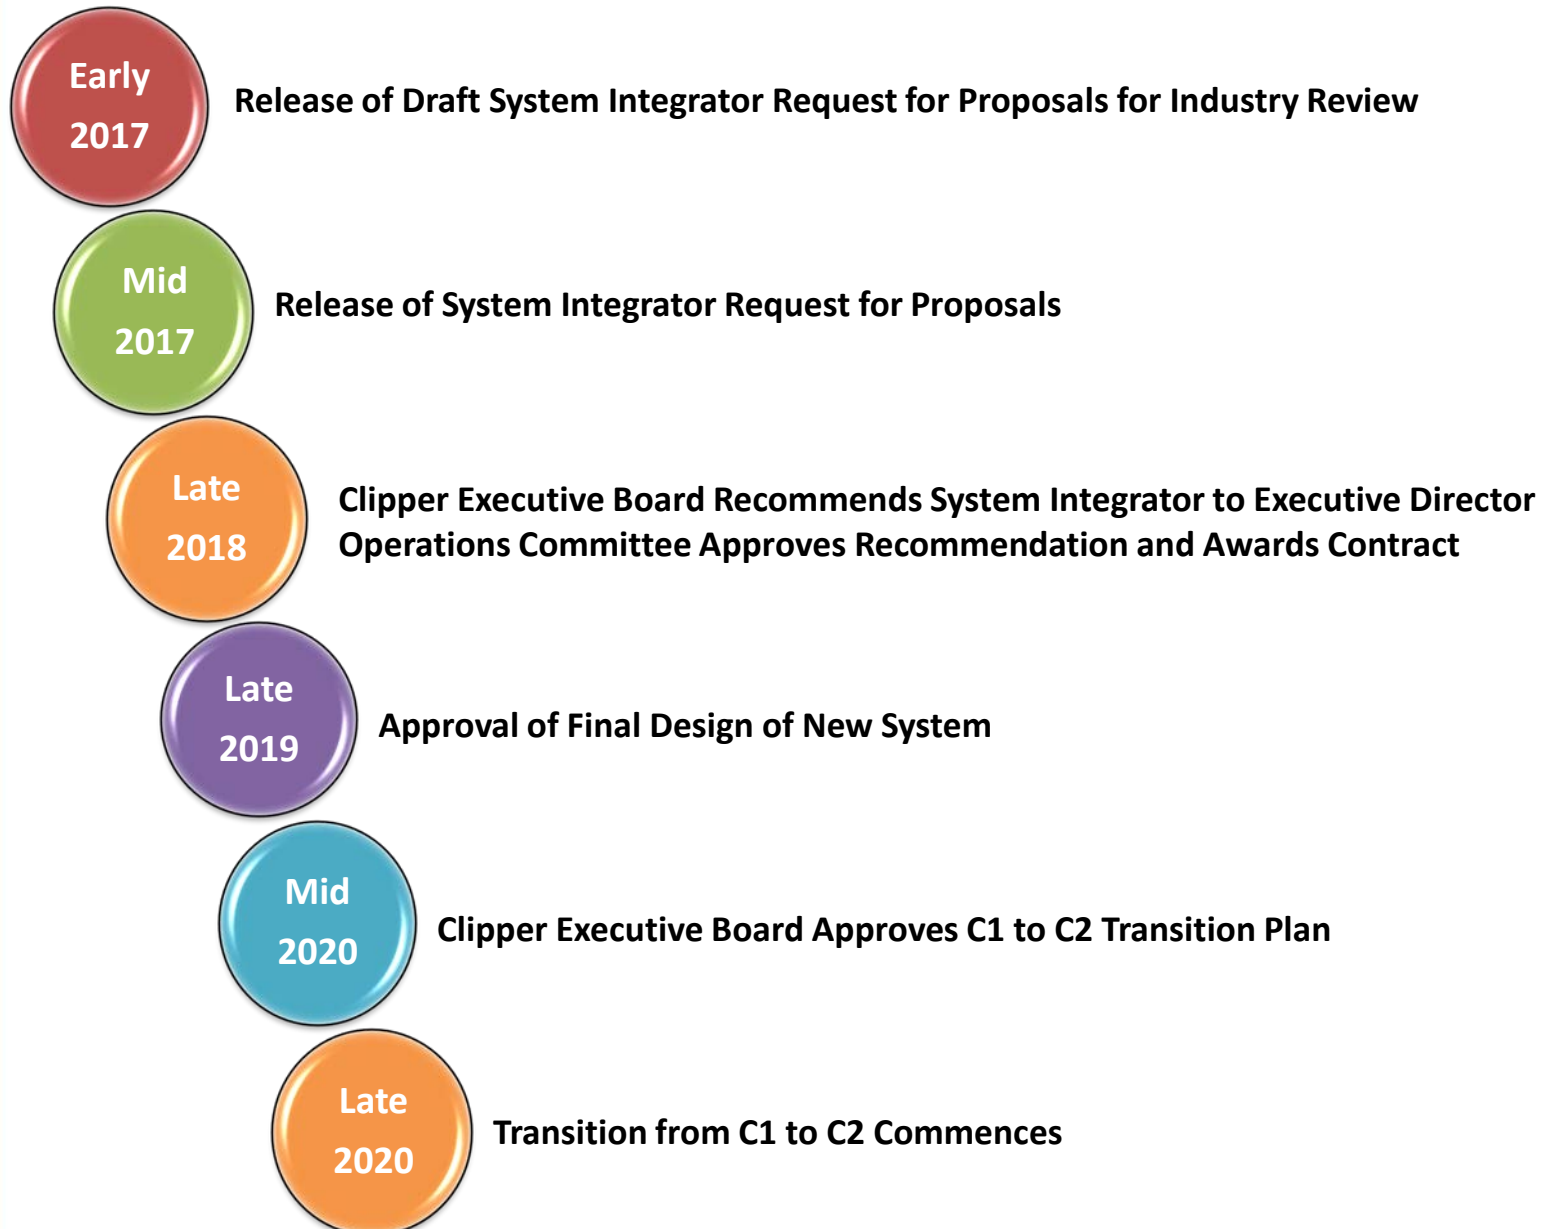 Early
2017
Release of Draft System Integrator Request for Proposals for Industry Review
Mid
2017
Release of System Integrator Request for Proposals
Late
2018
Clipper Executive Board Recommends System Integrator to Executive Director
Operations Committee Approves Recommendation and Awards Contract
Late
2019
Approval of Final Design of New System
Mid
2020
Clipper Executive Board Approves C1 to C2 Transition Plan
Late
2020
Transition from C1 to C2 Commences